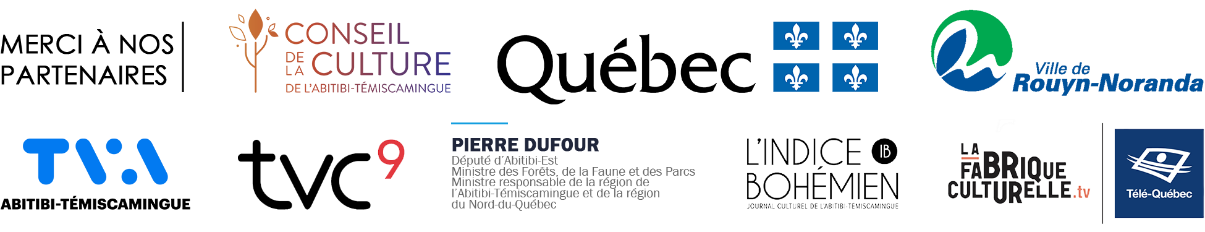 MERCI À NOS
PARTENAIRES
CONSEIL
DE LA CULTURE
DE L'ABITIBI-TÉMISCAMINGUE
Québec
Ville de
Rouyn-Noranda
TVA
ABITIBI-TÉMISCAMINGUE
tvc9
PIERRE DUFOUR
Député d'Abitibi-Est
Ministre des Forêts, de la Faune et des Parcs
Ministre responsable de la région de
l'Abitibi-Témiscamingue et de la région
du Nord-du-Québec
L'INDICE IB
BOHÉMIEN
JOURNAL CULTUREL DE L'ABITIBI-TÉMISCAMINGUE
LA
FABRIQUE
CULTURELLE.tv
Télé-Québec